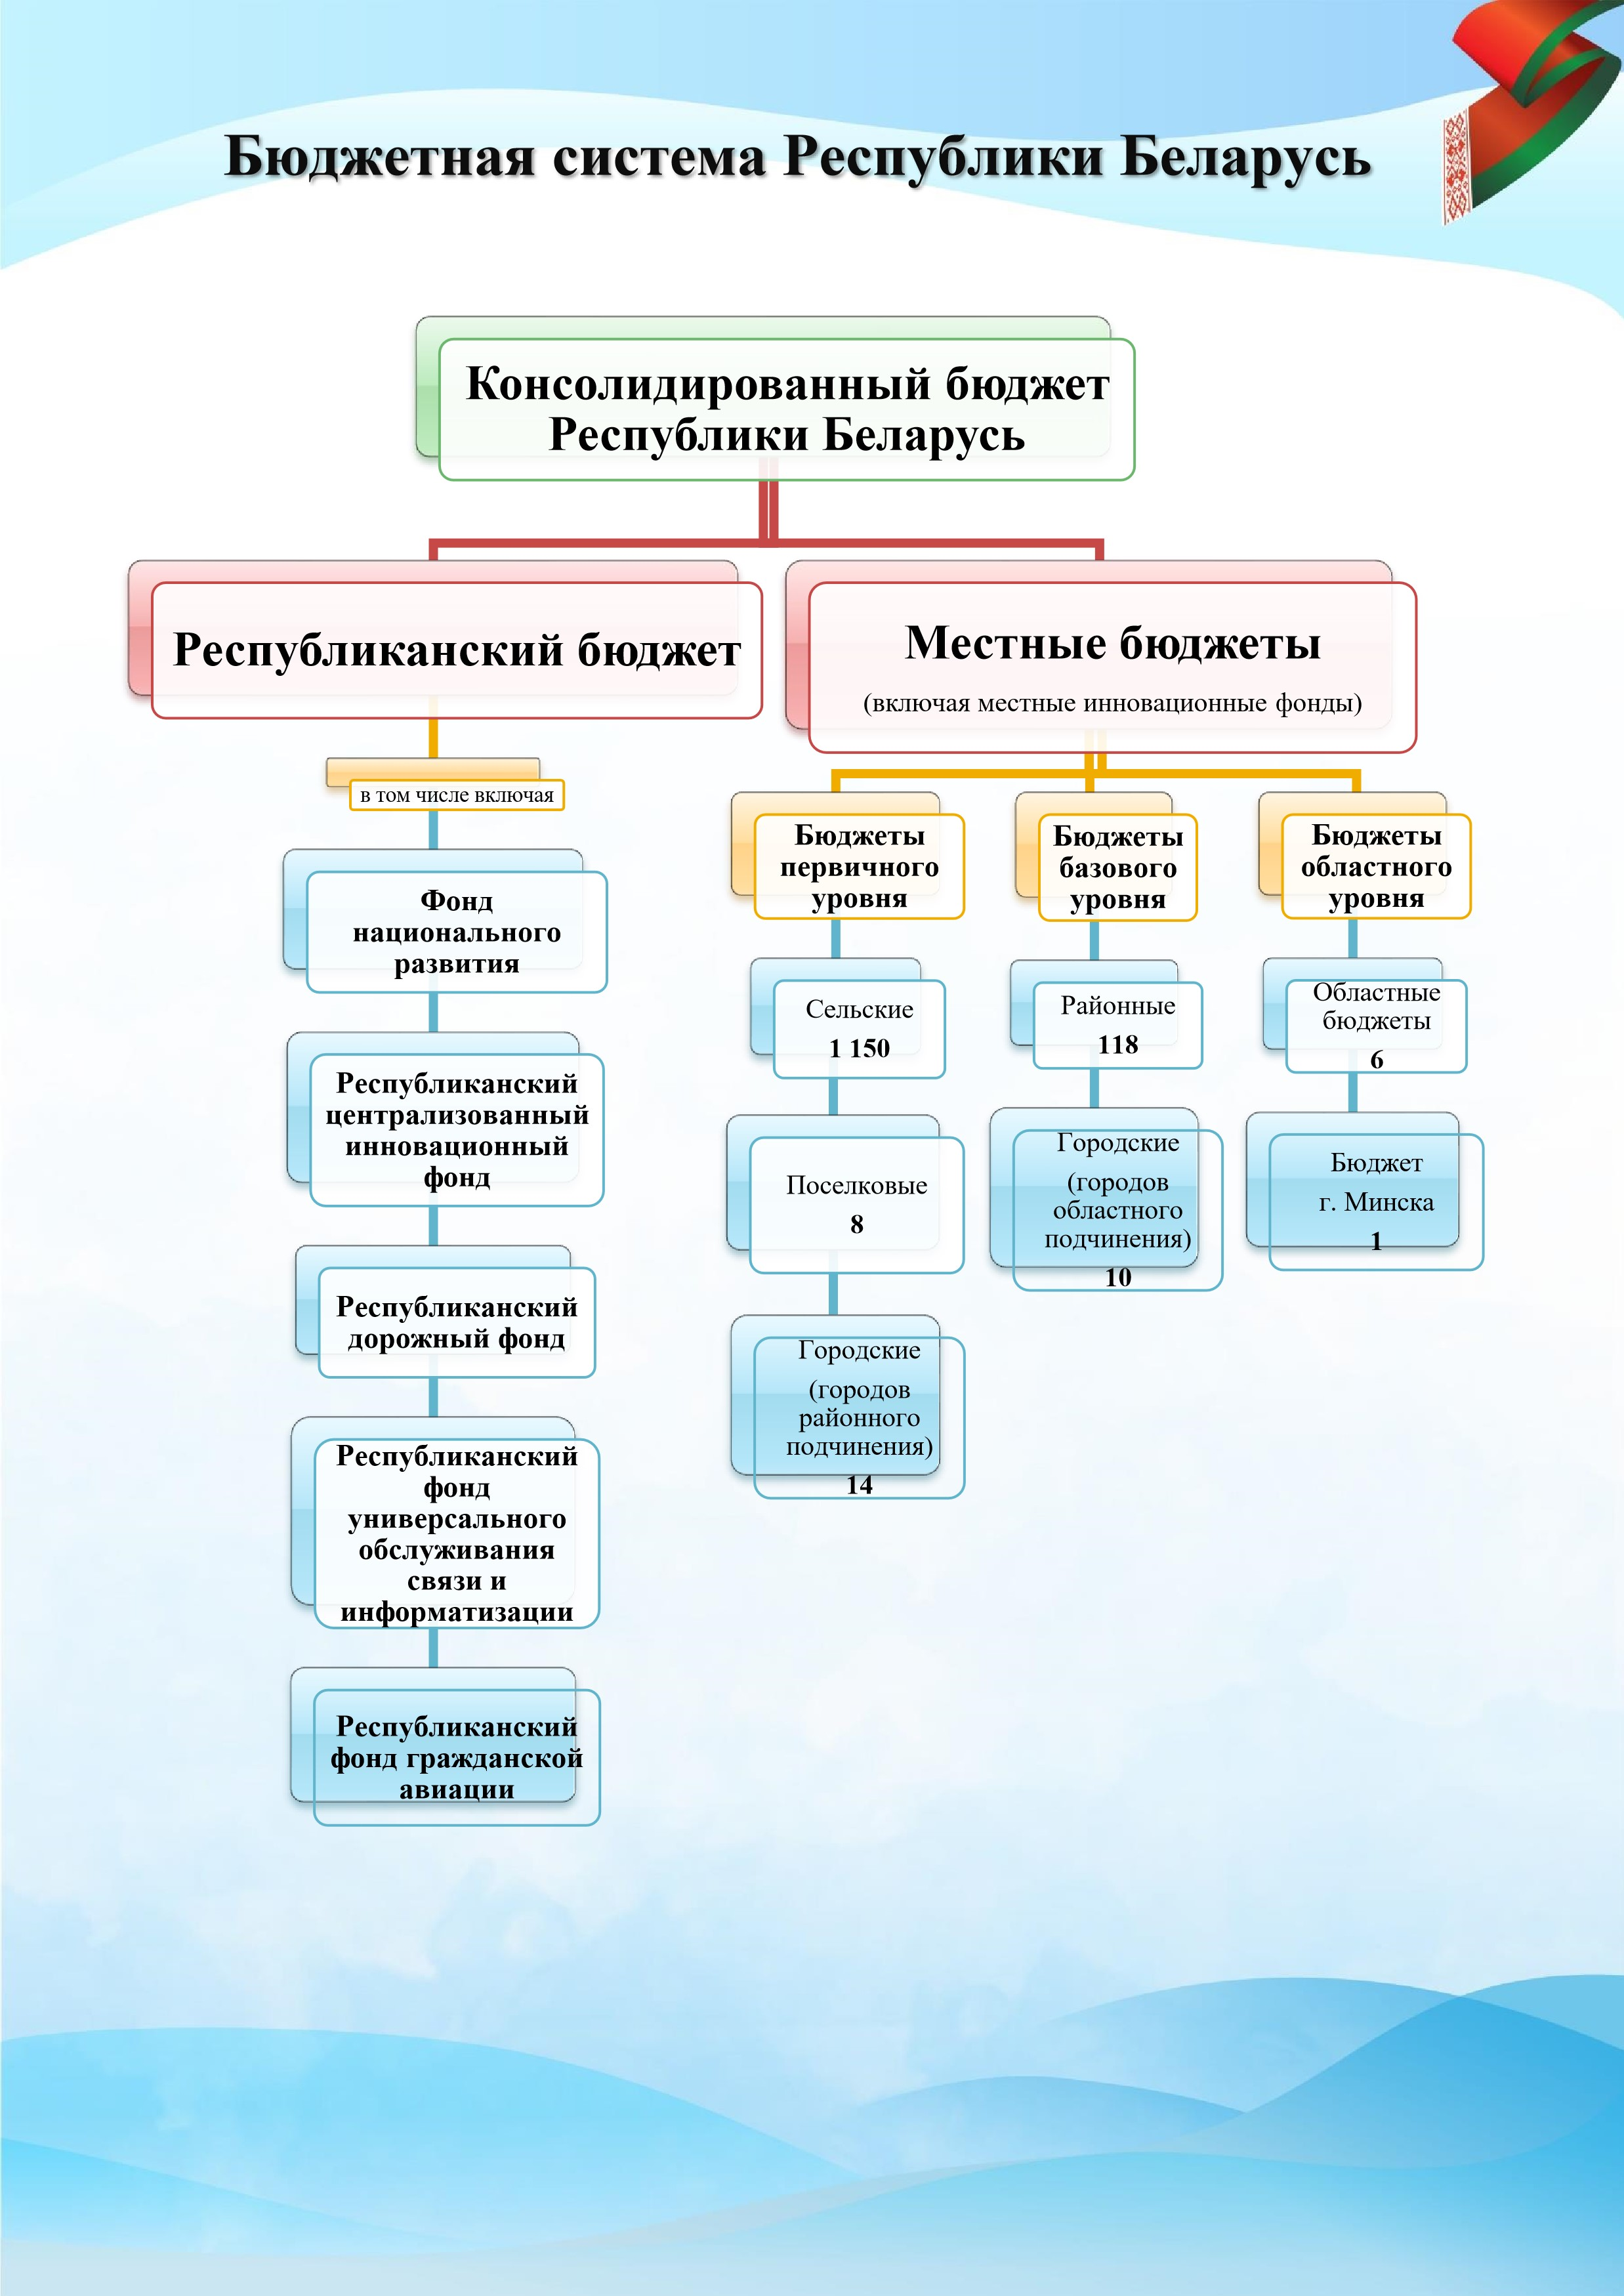 Бюджетная система Республики Беларусь
Консолидированный бюджет
Республики Беларусь
Республиканский бюджет
Местные бюджеты
(включая местные инновационные фонды)
в том числе включая
Фонд
национального
развития
Республиканский
централизованный
инновационный
фонд
Республиканский
дорожный фонд
Республиканский
фонд
универсального
обслуживания
связи и
информатизации
Республиканский
фонд гражданской
авиации
Бюджеты
первичного
уровня
Сельские
1 150
Поселковые
8
Городские
(городов
районного
подчинения)
14
Бюджеты
базового
уровня
Районные
118
Городские
(городов
областного
подчинения)
10
Бюджеты
областного
уровня
Областные
бюджеты
6
Бюджет
г. Минска
1